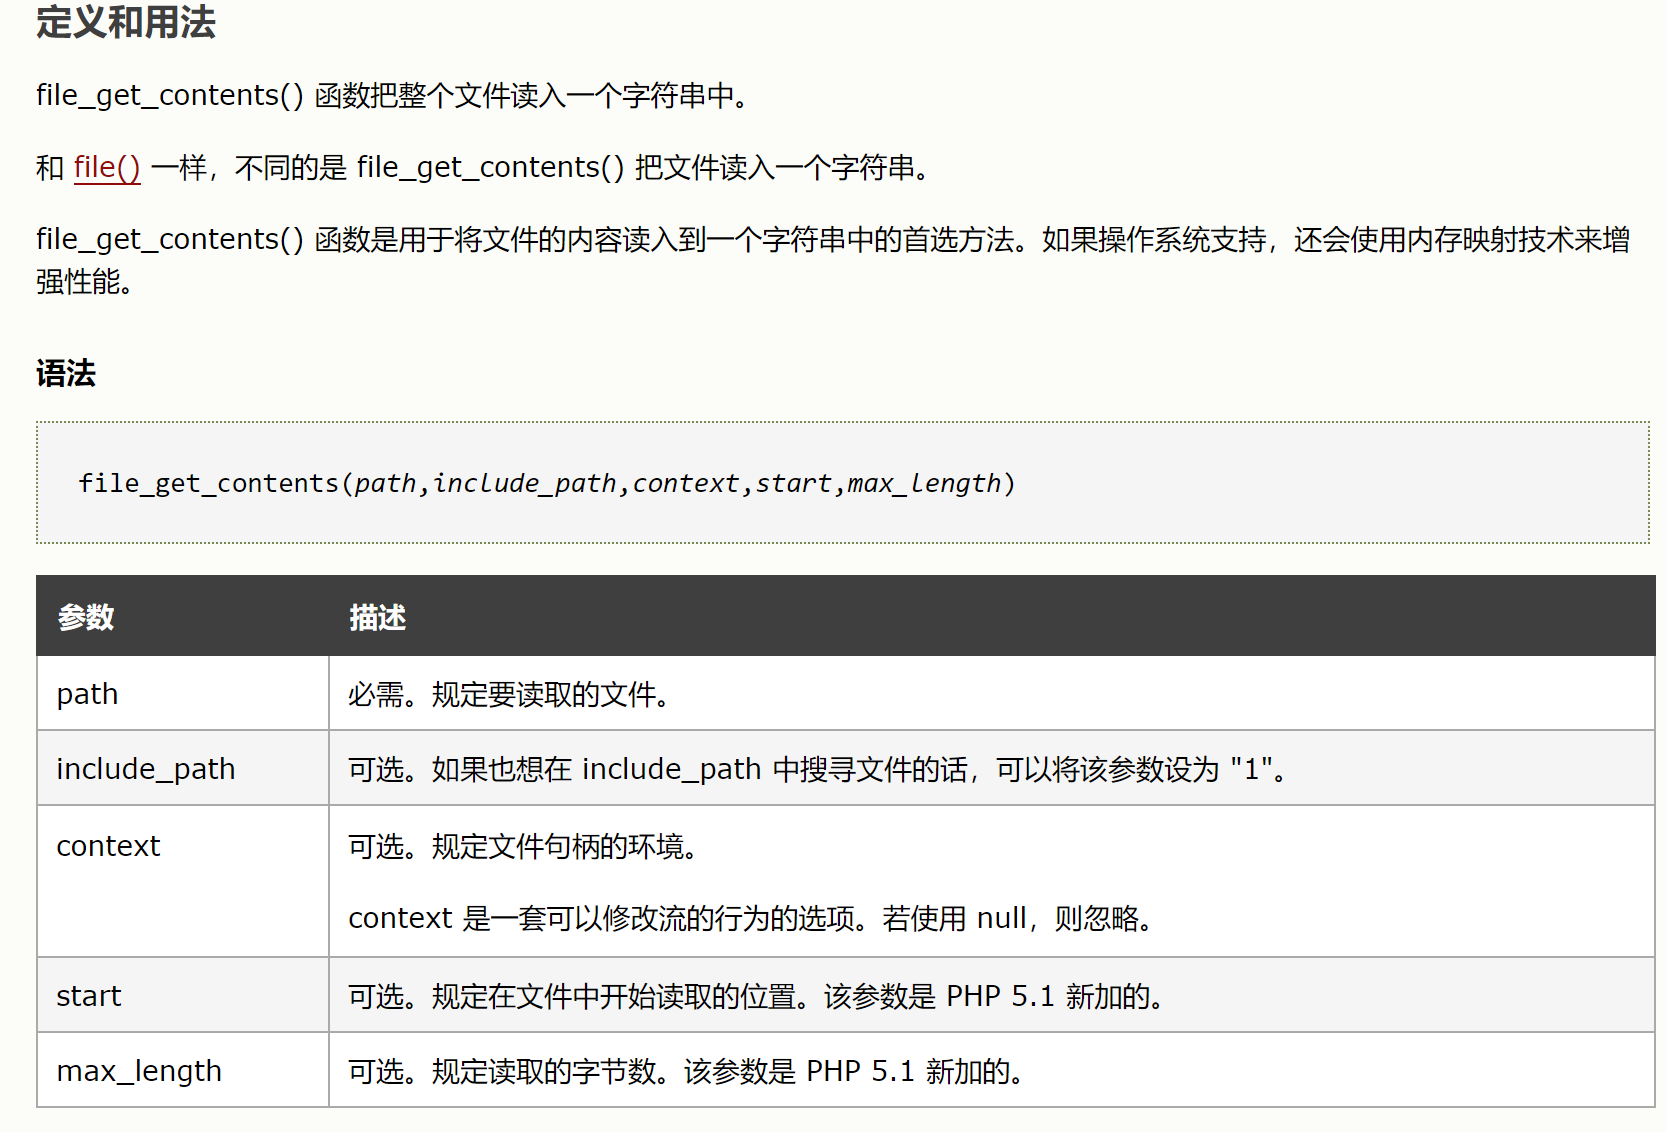 定义和用法
file_get_contents() 函数把整个文件读入一个字符串中。
和 file() 一样，不同的是 file_get_contents() 把文件读入一个字符串。
file_get_contents() 函数是用于将文件的内容读入到一个字符串中的首选方法。如果操作系统支持，还会使用内存映射技术来增
强性能。
语法
file_get_contents(path,include_path,context,start,max_length)
参数 描述
path 必需。规定要读取的文件。
include_path 可选。如果也想在 include_path 中搜寻文件的话，可以将该参数设为 "1"。
context 可选。规定文件句柄的环境。
context 是一套可以修改流的行为的选项。若使用 null，则忽略。
start 可选。规定在文件中开始读取的位置。该参数是 PHP 5.1 新加的。
max_length 可选。规定读取的字节数。该参数是 PHP 5.1 新加的。